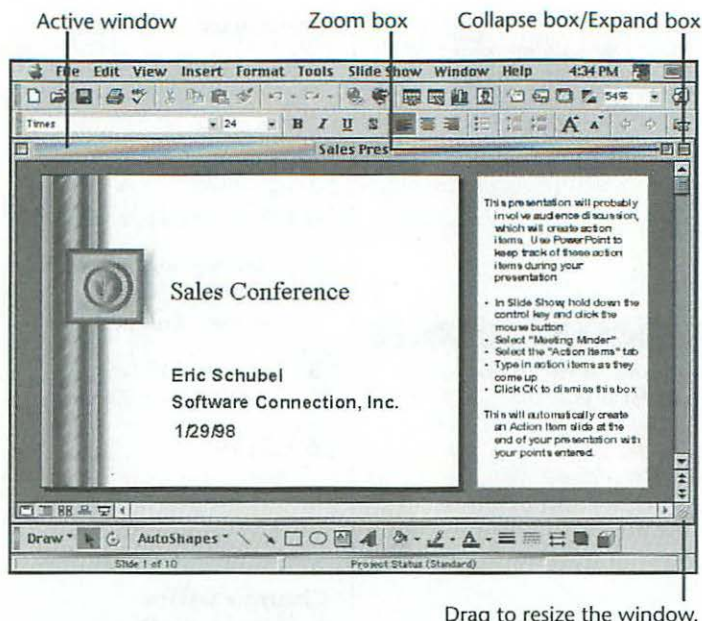 Active window Zoom box Collapse box/Expand box
File Edit View Insert Format Tools Slide Show Window Help 4:34 PM
54%
Times 24 B I U S A A
Sales Pres
Sales Conference
Eric Schubel
Software Connection, Inc.
1/29/98
This presentation will probably
involve audience discussion,
which will create action
items. Use PowerPoint to
keep track of these action
items during your
presentation
• In Slide Show, hold down the
control key and click the
mouse button
• Select "Meeting Minder"
• Select the "Action Items" tab
• Type in action items as they
come up
• Click OK to dismiss this box
This will automatically create
an Action Item slide at the
end of your presentation with
your points entered.
Draw AutoShapes A
Slide 1 of 10 Project Status (Standard)
Drag to resize the window.